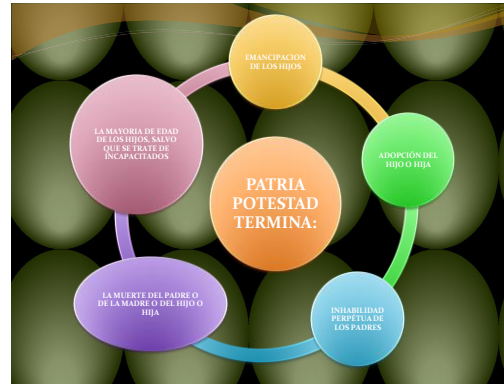 EMANCIPACION
DE LOS HIJOS
LA MAYORIA DE EDAD
DE LOS HIJOS, SALVO
QUE SE TRATE DE
INCAPACITADOS
ADOPCIÓN DEL
HIJO O HIJA
PATRIA
POTESTAD
TERMINA:
LA MUERTE DEL PADRE O
DE LA MADRE O DEL HIJO O
HIJA
INHABILIDAD
PERPÉTUA DE
LOS PADRES